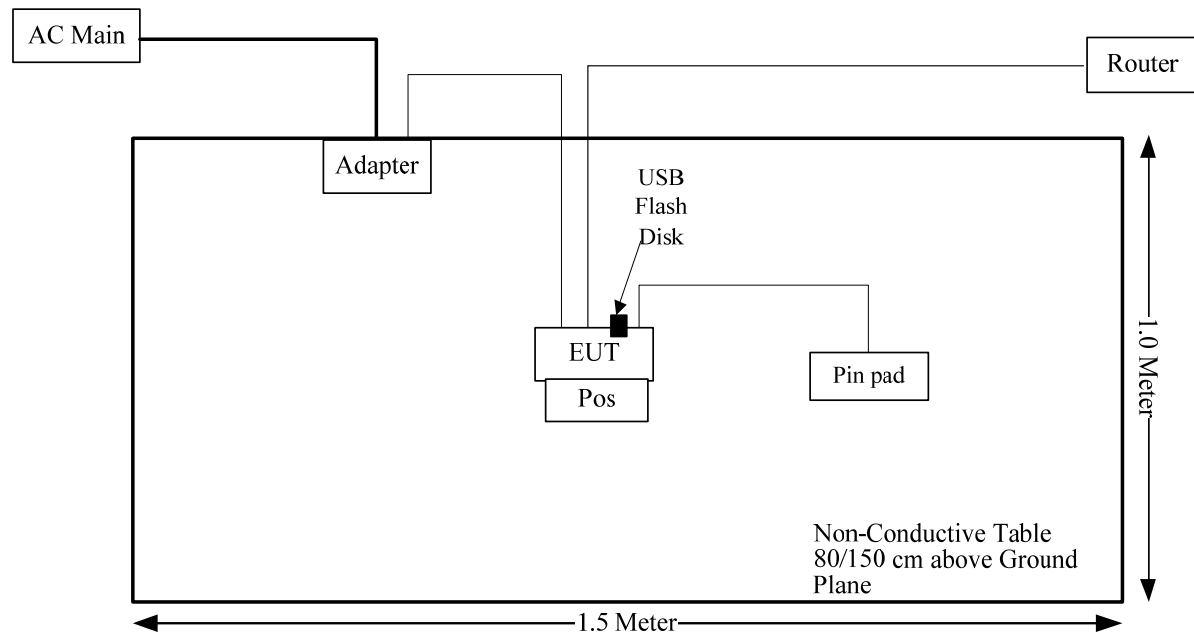 AC Main
Router
Adapter
USB
Flash
Disk
EUT
Pos
Pin pad
1.0 Meter
Non-Conductive Table
80/150 cm above Ground
Plane
1.5 Meter